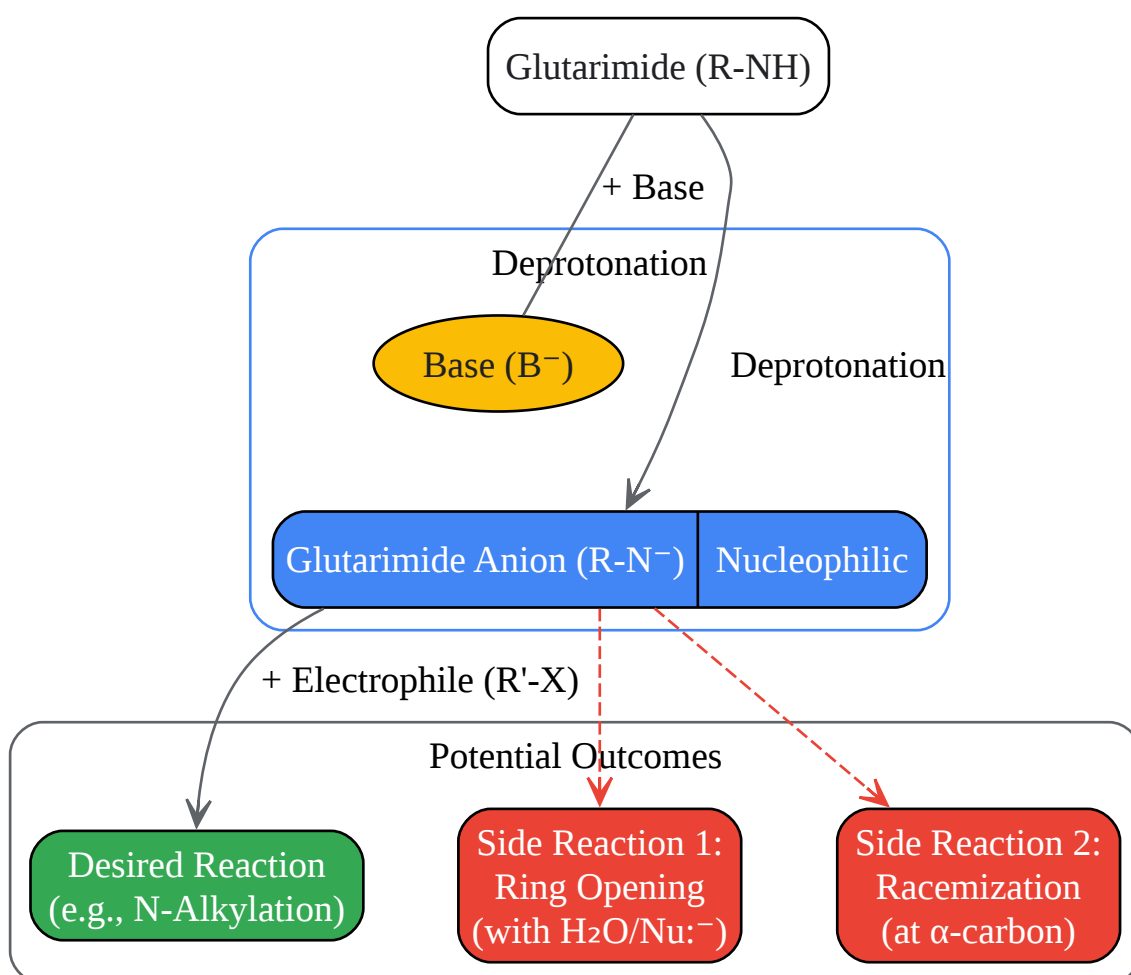 Glutarimide (R-NH)
+ Base
Deprotonation
Base (B⁻)
Deprotonation
Glutarimide Anion (R-N⁻)
Nucleophilic
+ Electrophile (R'-X)
Potential Outcomes
Desired Reaction
(e.g., N-Alkylation)
Side Reaction 1:
Ring Opening
(with H₂O/Nu:⁻)
Side Reaction 2:
Racemization
(at α-carbon)